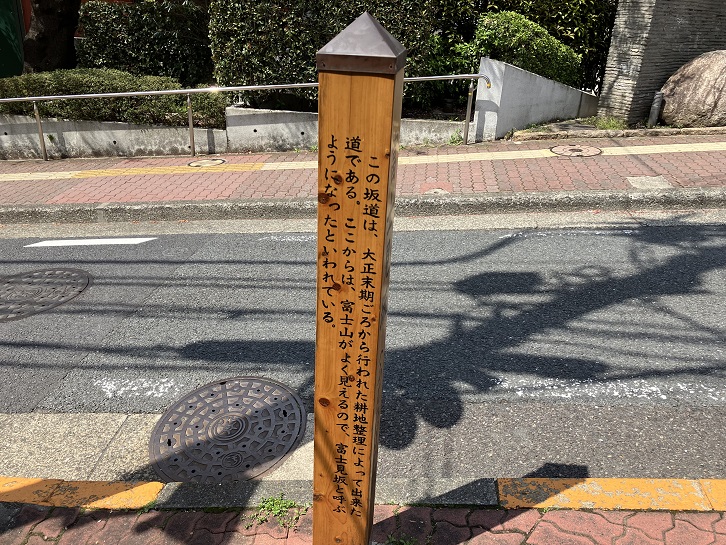 この坂道は、大正末期ごろから行われた耕地整理によって出来た
道である。ここからは、富士山がよく見えるので、富士見坂と呼ぶ
ようになったといわれている。